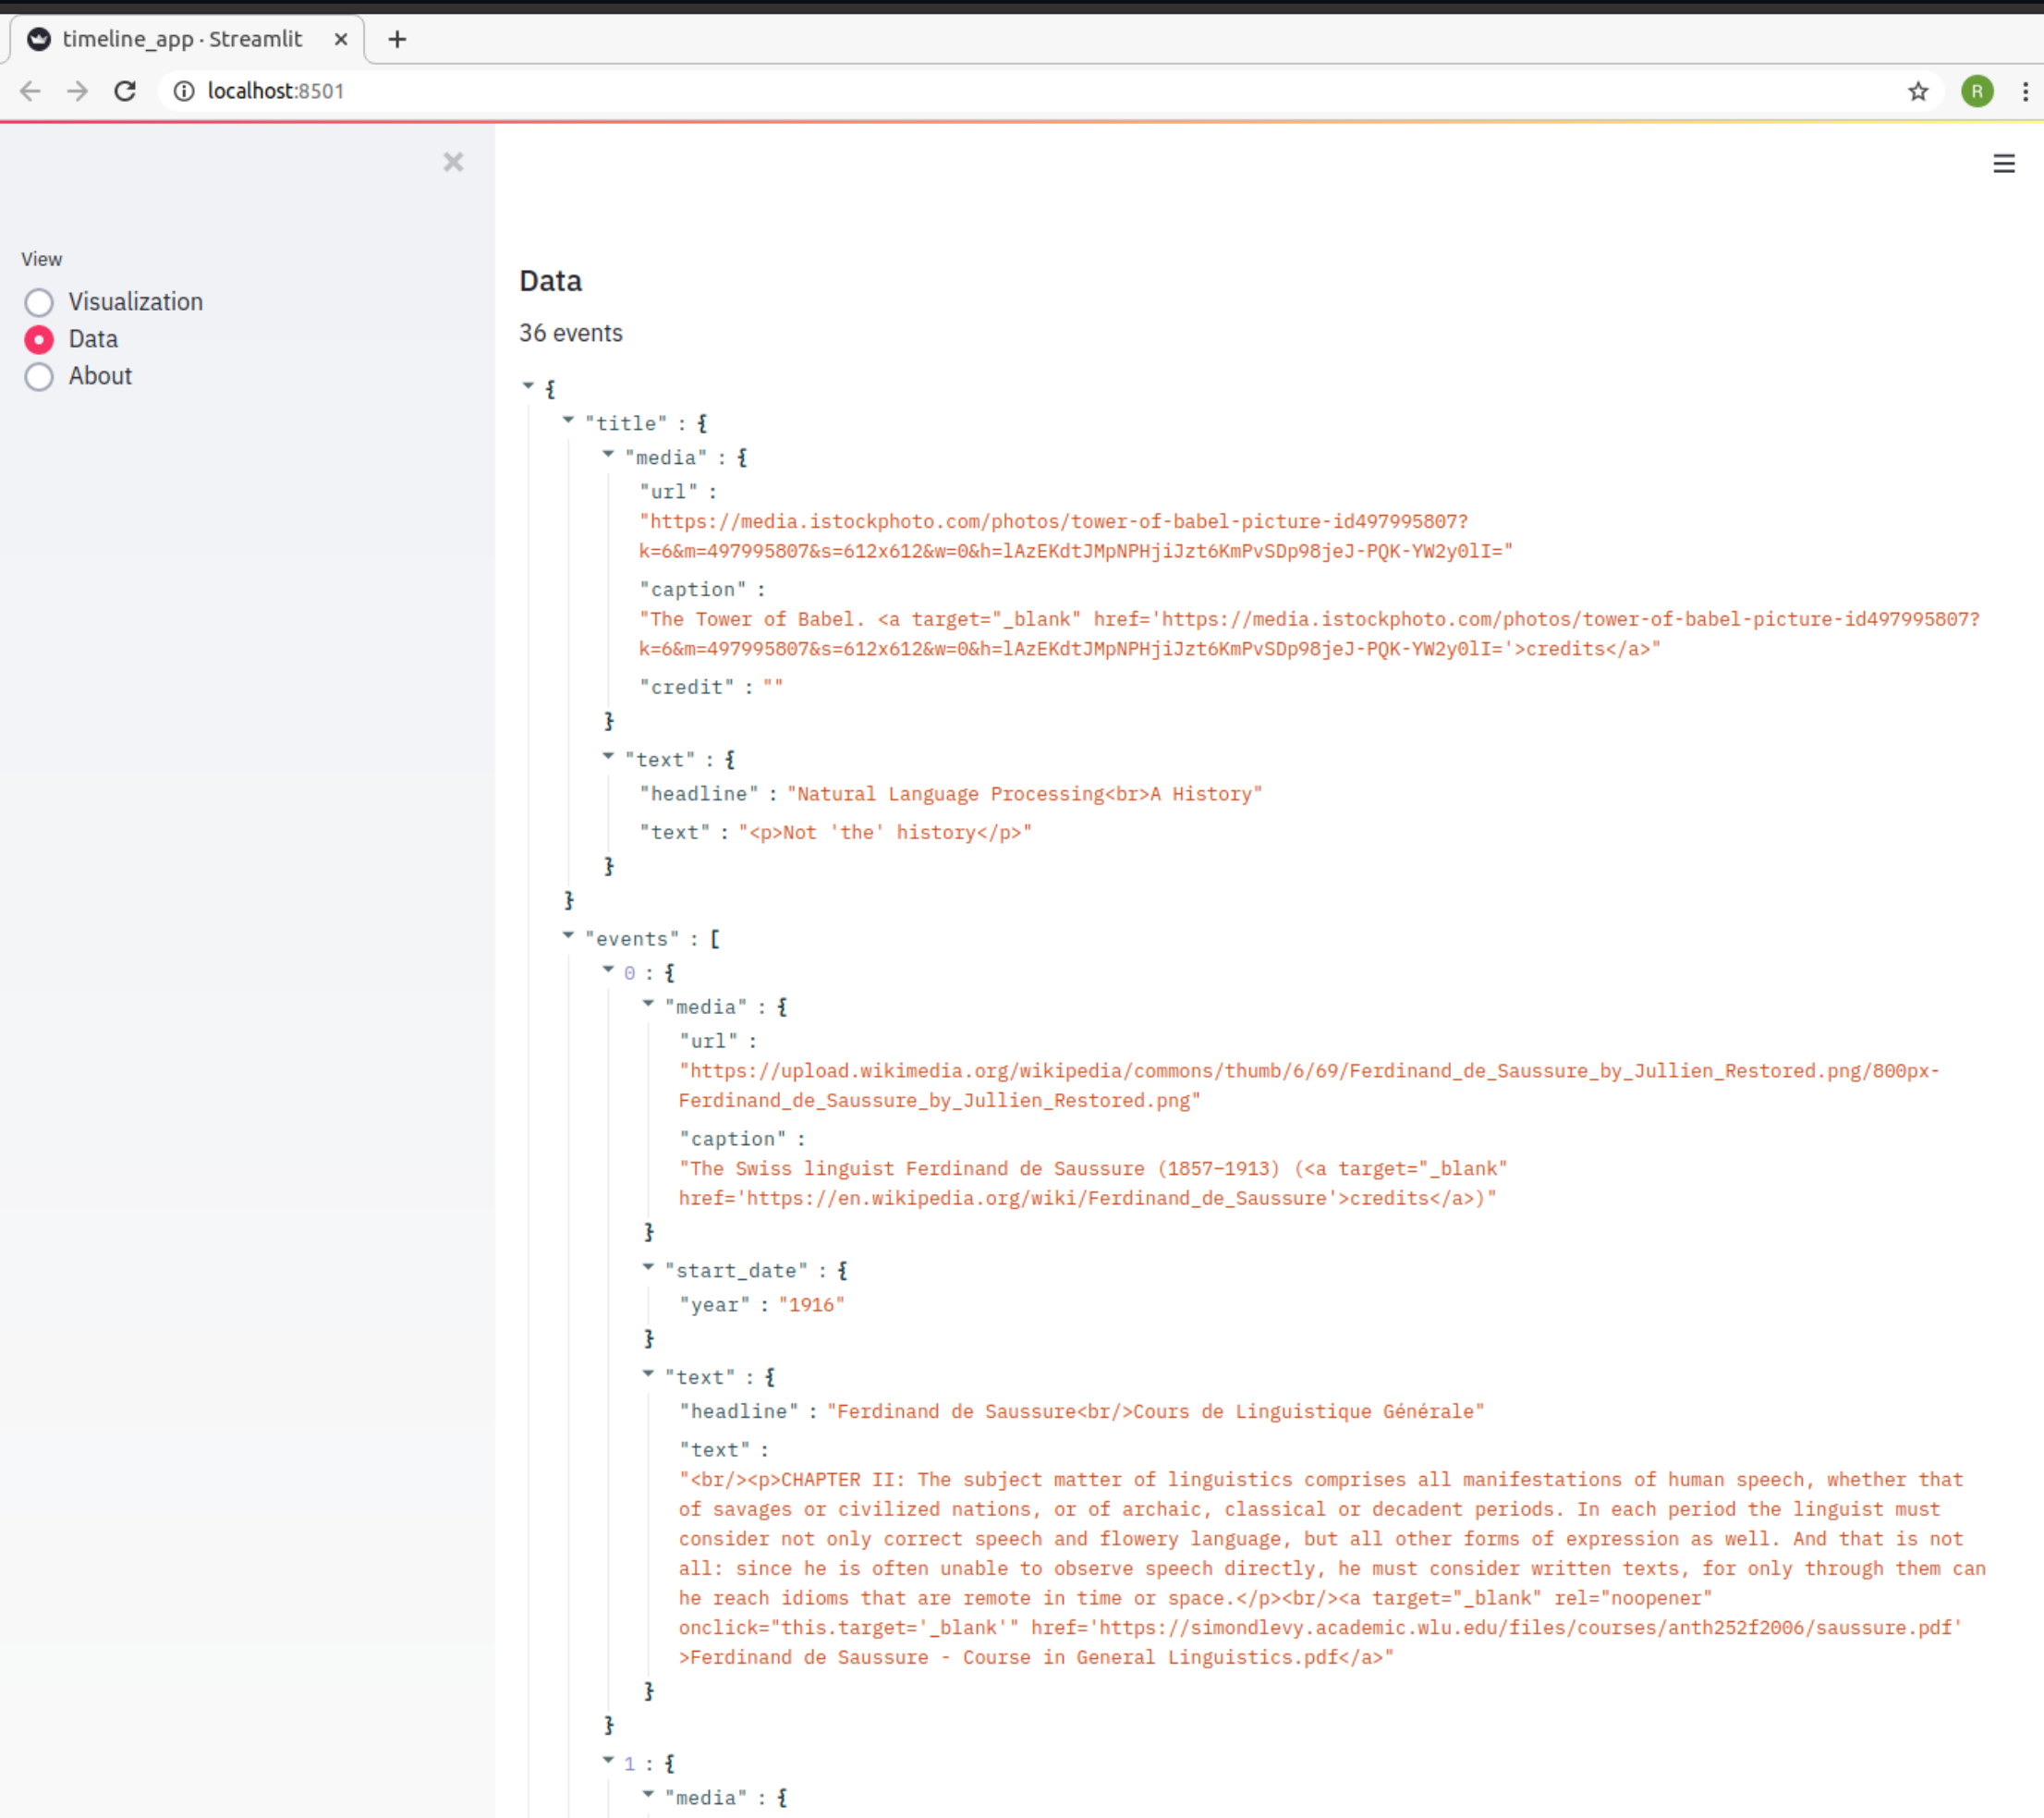 timeline_app · Streamlit
localhost:8501
R
View
Visualization
Data
About
Data
36 events
{
"title" : {
"media" : {
"url" :
"https://media.istockphoto.com/photos/tower-of-babel-picture-id497995807?
k=6&m=497995807&s=612x612&w=0&h=lAzEKdtJMpNPHjiJzt6KmPvSDp98jeJ-PQK-YW2y0lI="
"caption" :
"The Tower of Babel. <a target="_blank" href='https://media.istockphoto.com/photos/tower-of-babel-picture-id497995807?
k=6&m=497995807&s=612x612&w=0&h=lAzEKdtJMpNPHjiJzt6KmPvSDp98jeJ-PQK-YW2y0lI='>credits</a>"
"credit" : ""
}
"text" : {
"headline" : "Natural Language Processing<br>A History"
"text" : "<p>Not 'the' history</p>"
}
}
"events" : [
0 : {
"media" : {
"url" :
"https://upload.wikimedia.org/wikipedia/commons/thumb/6/69/Ferdinand_de_Saussure_by_Jullien_Restored.png/800px-
Ferdinand_de_Saussure_by_Jullien_Restored.png"
"caption" :
"The Swiss linguist Ferdinand de Saussure (1857–1913) (<a target="_blank"
href='https://en.wikipedia.org/wiki/Ferdinand_de_Saussure'>credits</a>)"
}
"start_date" : {
"year" : "1916"
}
"text" : {
"headline" : "Ferdinand de Saussure<br/>Cours de Linguistique Générale"
"text" :
"<br/><p>CHAPTER II: The subject matter of linguistics comprises all manifestations of human speech, whether that
of savages or civilized nations, or of archaic, classical or decadent periods. In each period the linguist must
consider not only correct speech and flowery language, but all other forms of expression as well. And that is not
all: since he is often unable to observe speech directly, he must consider written texts, for only through them can
he reach idioms that are remote in time or space.</p><br/><a target="_blank" rel="noopener"
onclick="this.target='_blank'" href='https://simondlevy.academic.wlu.edu/files/courses/anth252f2006/saussure.pdf'
>Ferdinand de Saussure - Course in General Linguistics.pdf</a>"
}
}
1 : {
"media" : {